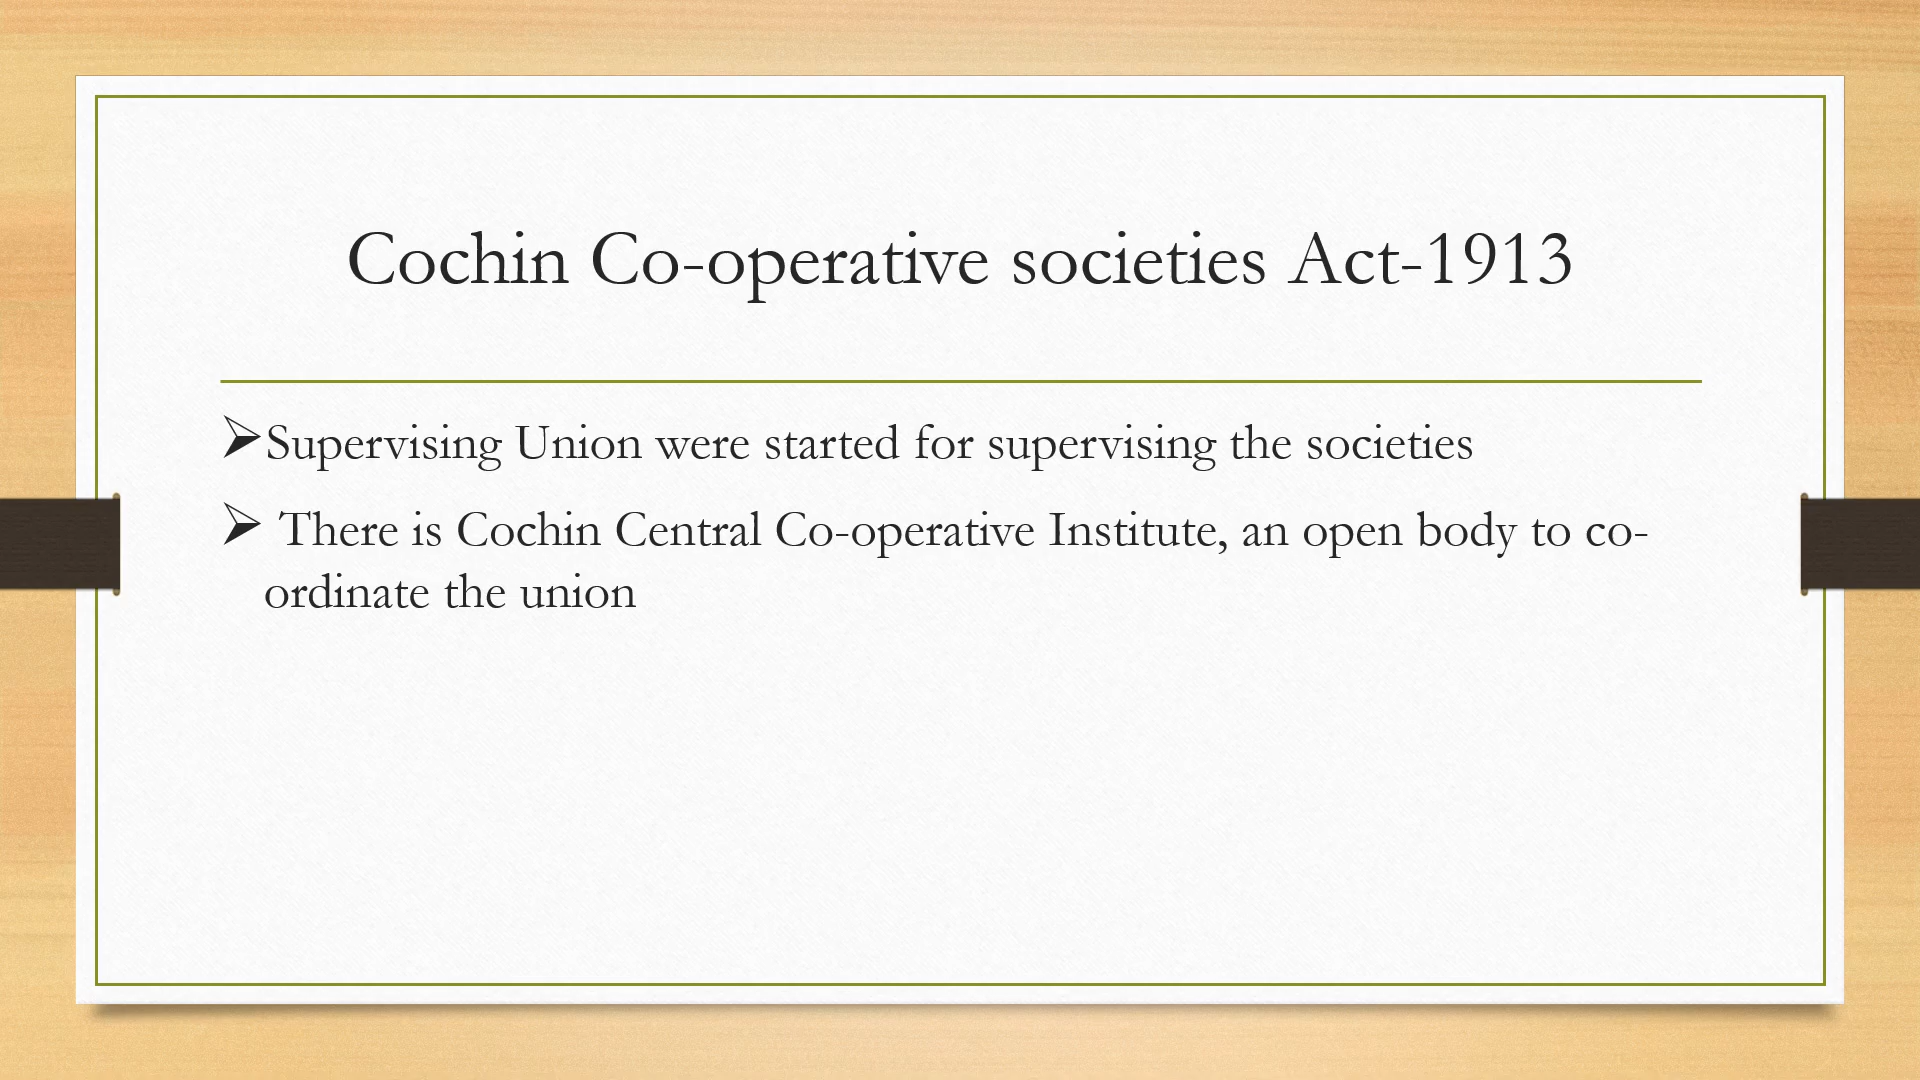 Cochin Co-operative societies Act-1913
➢Supervising Union were started for supervising the societies
➢ There is Cochin Central Co-operative Institute, an open body to co-
ordinate the union